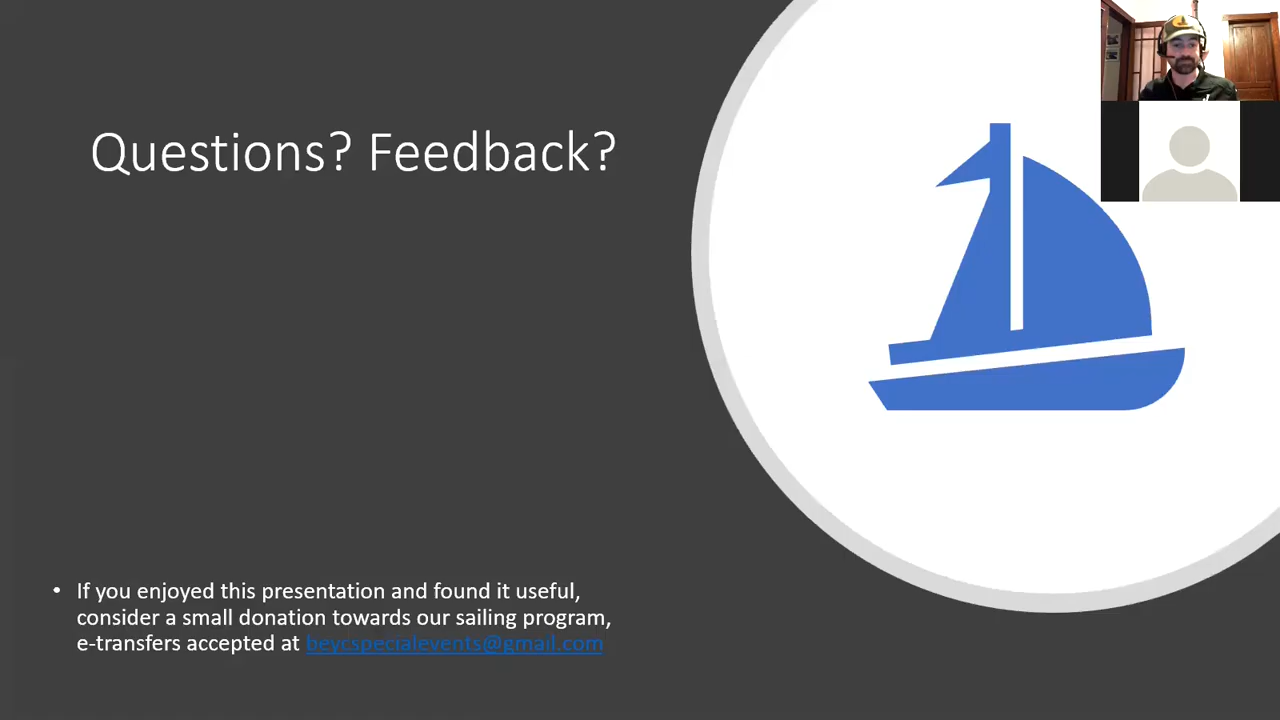 Questions? Feedback?
• If you enjoyed this presentation and found it useful,
consider a small donation towards our sailing program,
e-transfers accepted at beycspecialevents@gmail.com